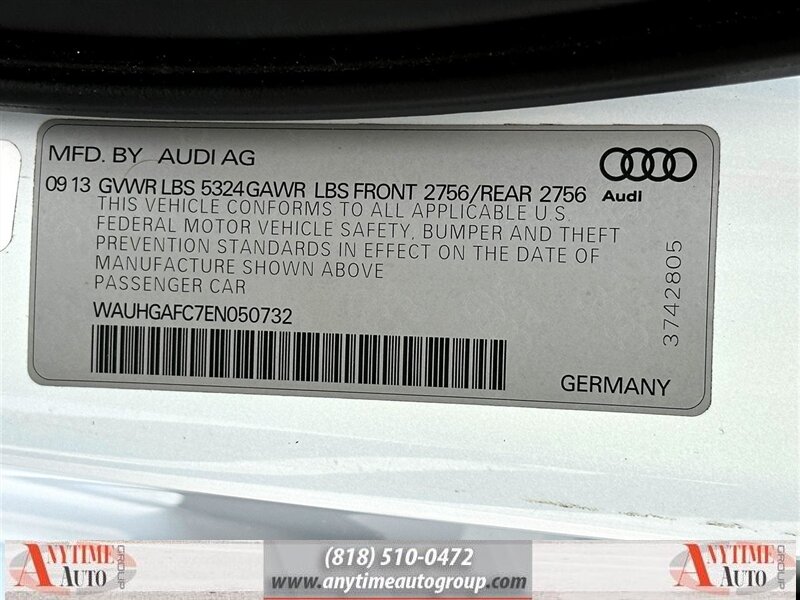 MFD. BY AUDI AG
09 13 GVWR LBS 5324 GAWR LBS FRONT 2756/REAR 2756
Audi
THIS VEHICLE CONFORMS TO ALL APPLICABLE U.S.
FEDERAL MOTOR VEHICLE SAFETY, BUMPER AND THEFT
PREVENTION STANDARDS IN EFFECT ON THE DATE OF
MANUFACTURE SHOWN ABOVE
PASSENGER CAR
WAUHGAFC7EN050732
3742805
GERMANY
ANYTIME
AUTO
GROUP
(818) 510-0472
www.anytimeautogroup.com
ANYTIME
AUTO
GROUP